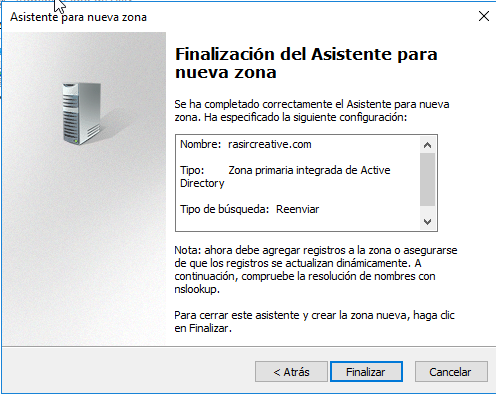 Asistente para nueva zona
Finalización del Asistente para
nueva zona
Se ha completado correctamente el Asistente para nueva
zona. Ha especificado la siguiente configuración:
Nombre: rasircreative.com
Tipo: Zona primaria integrada de Active
Directory
Tipo de búsqueda: Reenviar
Nota: ahora debe agregar registros a la zona o asegurarse
de que los registros se actualizan dinámicamente. A
continuación, compruebe la resolución de nombres con
nslookup.
Para cerrar este asistente y crear la zona nueva, haga clic
en Finalizar.
< Atrás Finalizar Cancelar